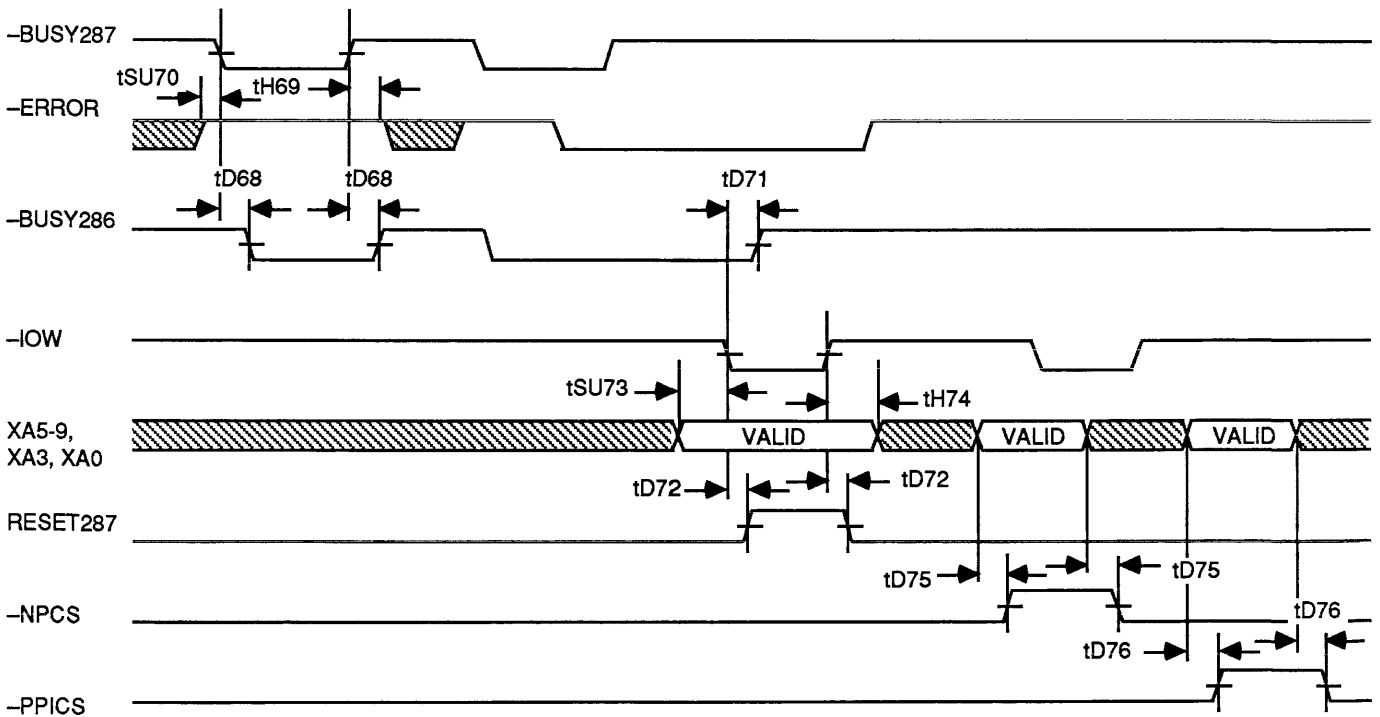 –BUSY287
tSU70
tH69
–ERROR
tD68
tD68
tD71
–BUSY286
–IOW
tSU73
tH74
XA5-9,
XA3, XA0
VALID
VALID
VALID
tD72
tD72
RESET287
tD75
tD75
–NPCS
tD76
tD76
–PPICS